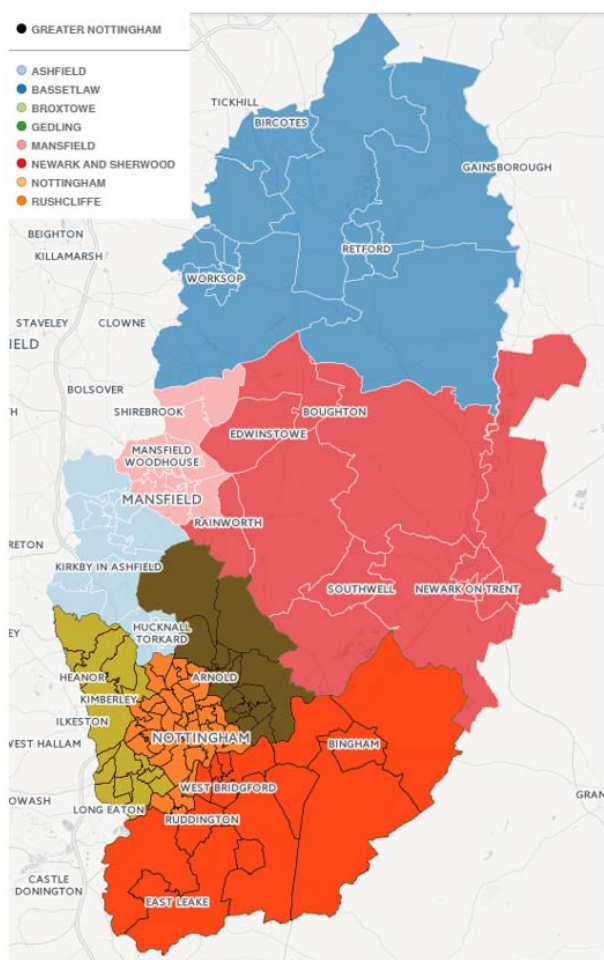 GREATER NOTTINGHAM
ASHFIELD
BASSETLAW
BROXTOWE
GEDLING
MANSFIELD
NEWARK AND SHERWOOD
NOTTINGHAM
RUSHCLIFFE
TICKHILL
BIRCOTES
GAINSBOROUGH
BEIGHTON
KILLAMARSH
RETFORD
WORKSOP
STAVELEY
CLOWNE
FIELD
BOLSOVER
SHIREBROOK
BOUGHTON
EDWINSTOWE
MANSFIELD
WOODHOUSE
MANSFIELD
RAINWORTH
RETON
KIRKBY IN ASHFIELD
SOUTHWELL
NEWARK ON TRENT
HUCKNALL
TORKARD
LEY
HEANOR
ARNOLD
KIMBERLEY
ILKESTON
NOTTINGHAM
BINGHAM
WEST HALLAM
WEST BRIDGFORD
OWASH
LONG EATON
RUDDINGTON
GRAN
CASTLE
DONINGTON
EAST LEAKE